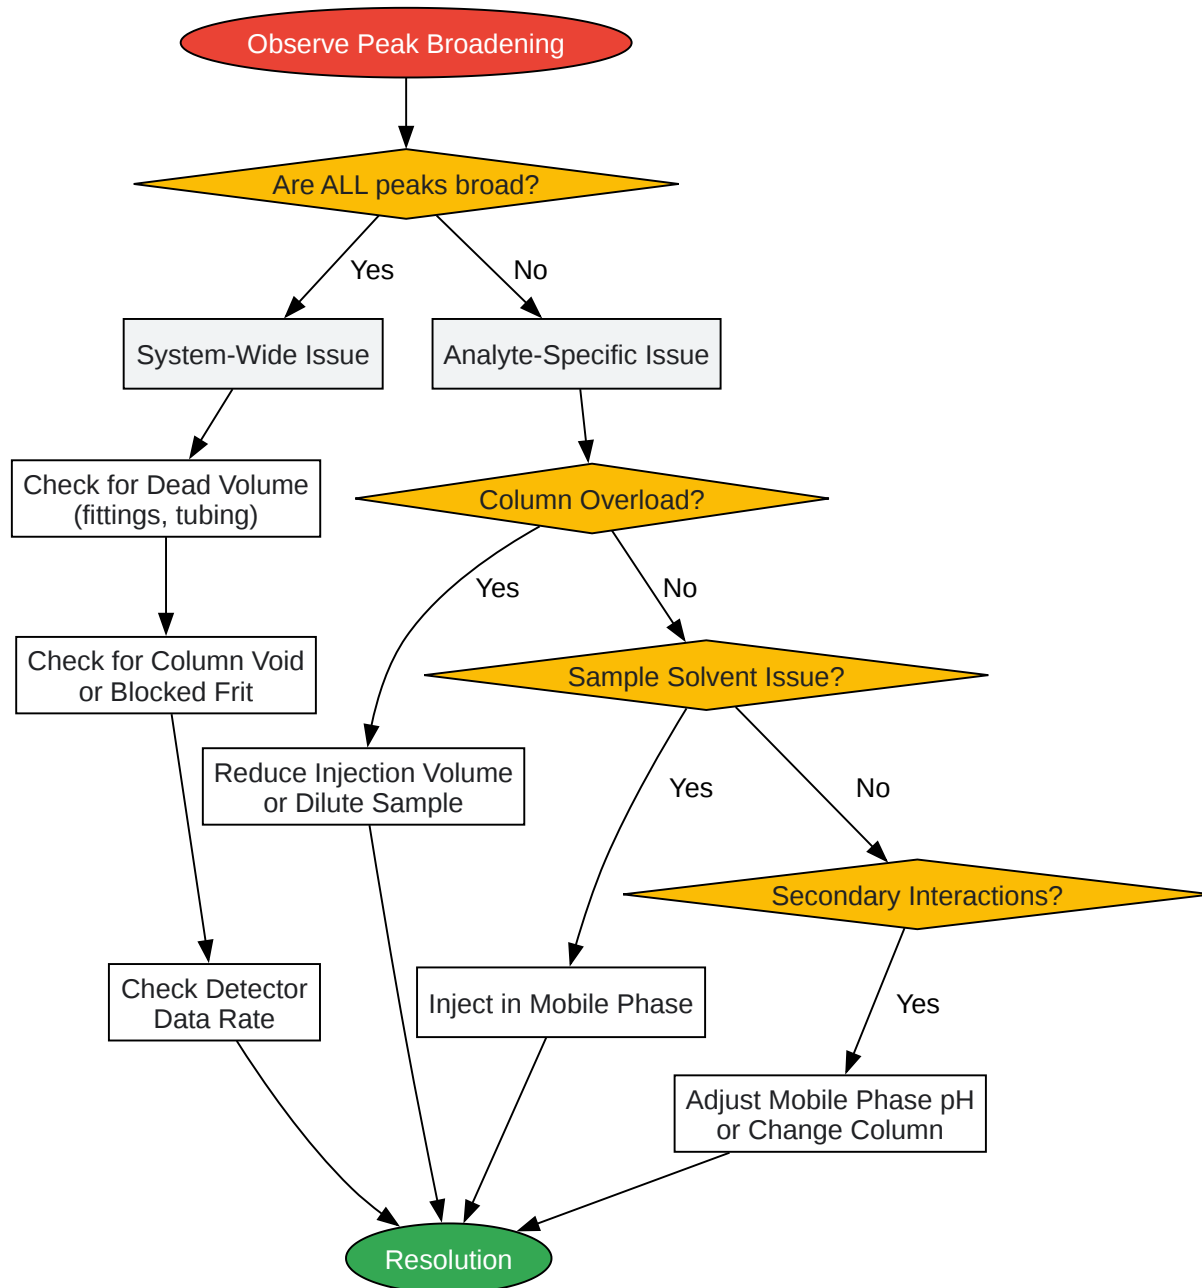 Observe Peak Broadening
Are ALL peaks broad?
Yes
No
System-Wide Issue
Analyte-Specific Issue
Check for Dead Volume
(fittings, tubing)
Column Overload?
Yes
No
Check for Column Void
or Blocked Frit
Sample Solvent Issue?
Reduce Injection Volume
or Dilute Sample
Yes
No
Secondary Interactions?
Check Detector
Data Rate
Inject in Mobile Phase
Yes
Adjust Mobile Phase pH
or Change Column
Resolution